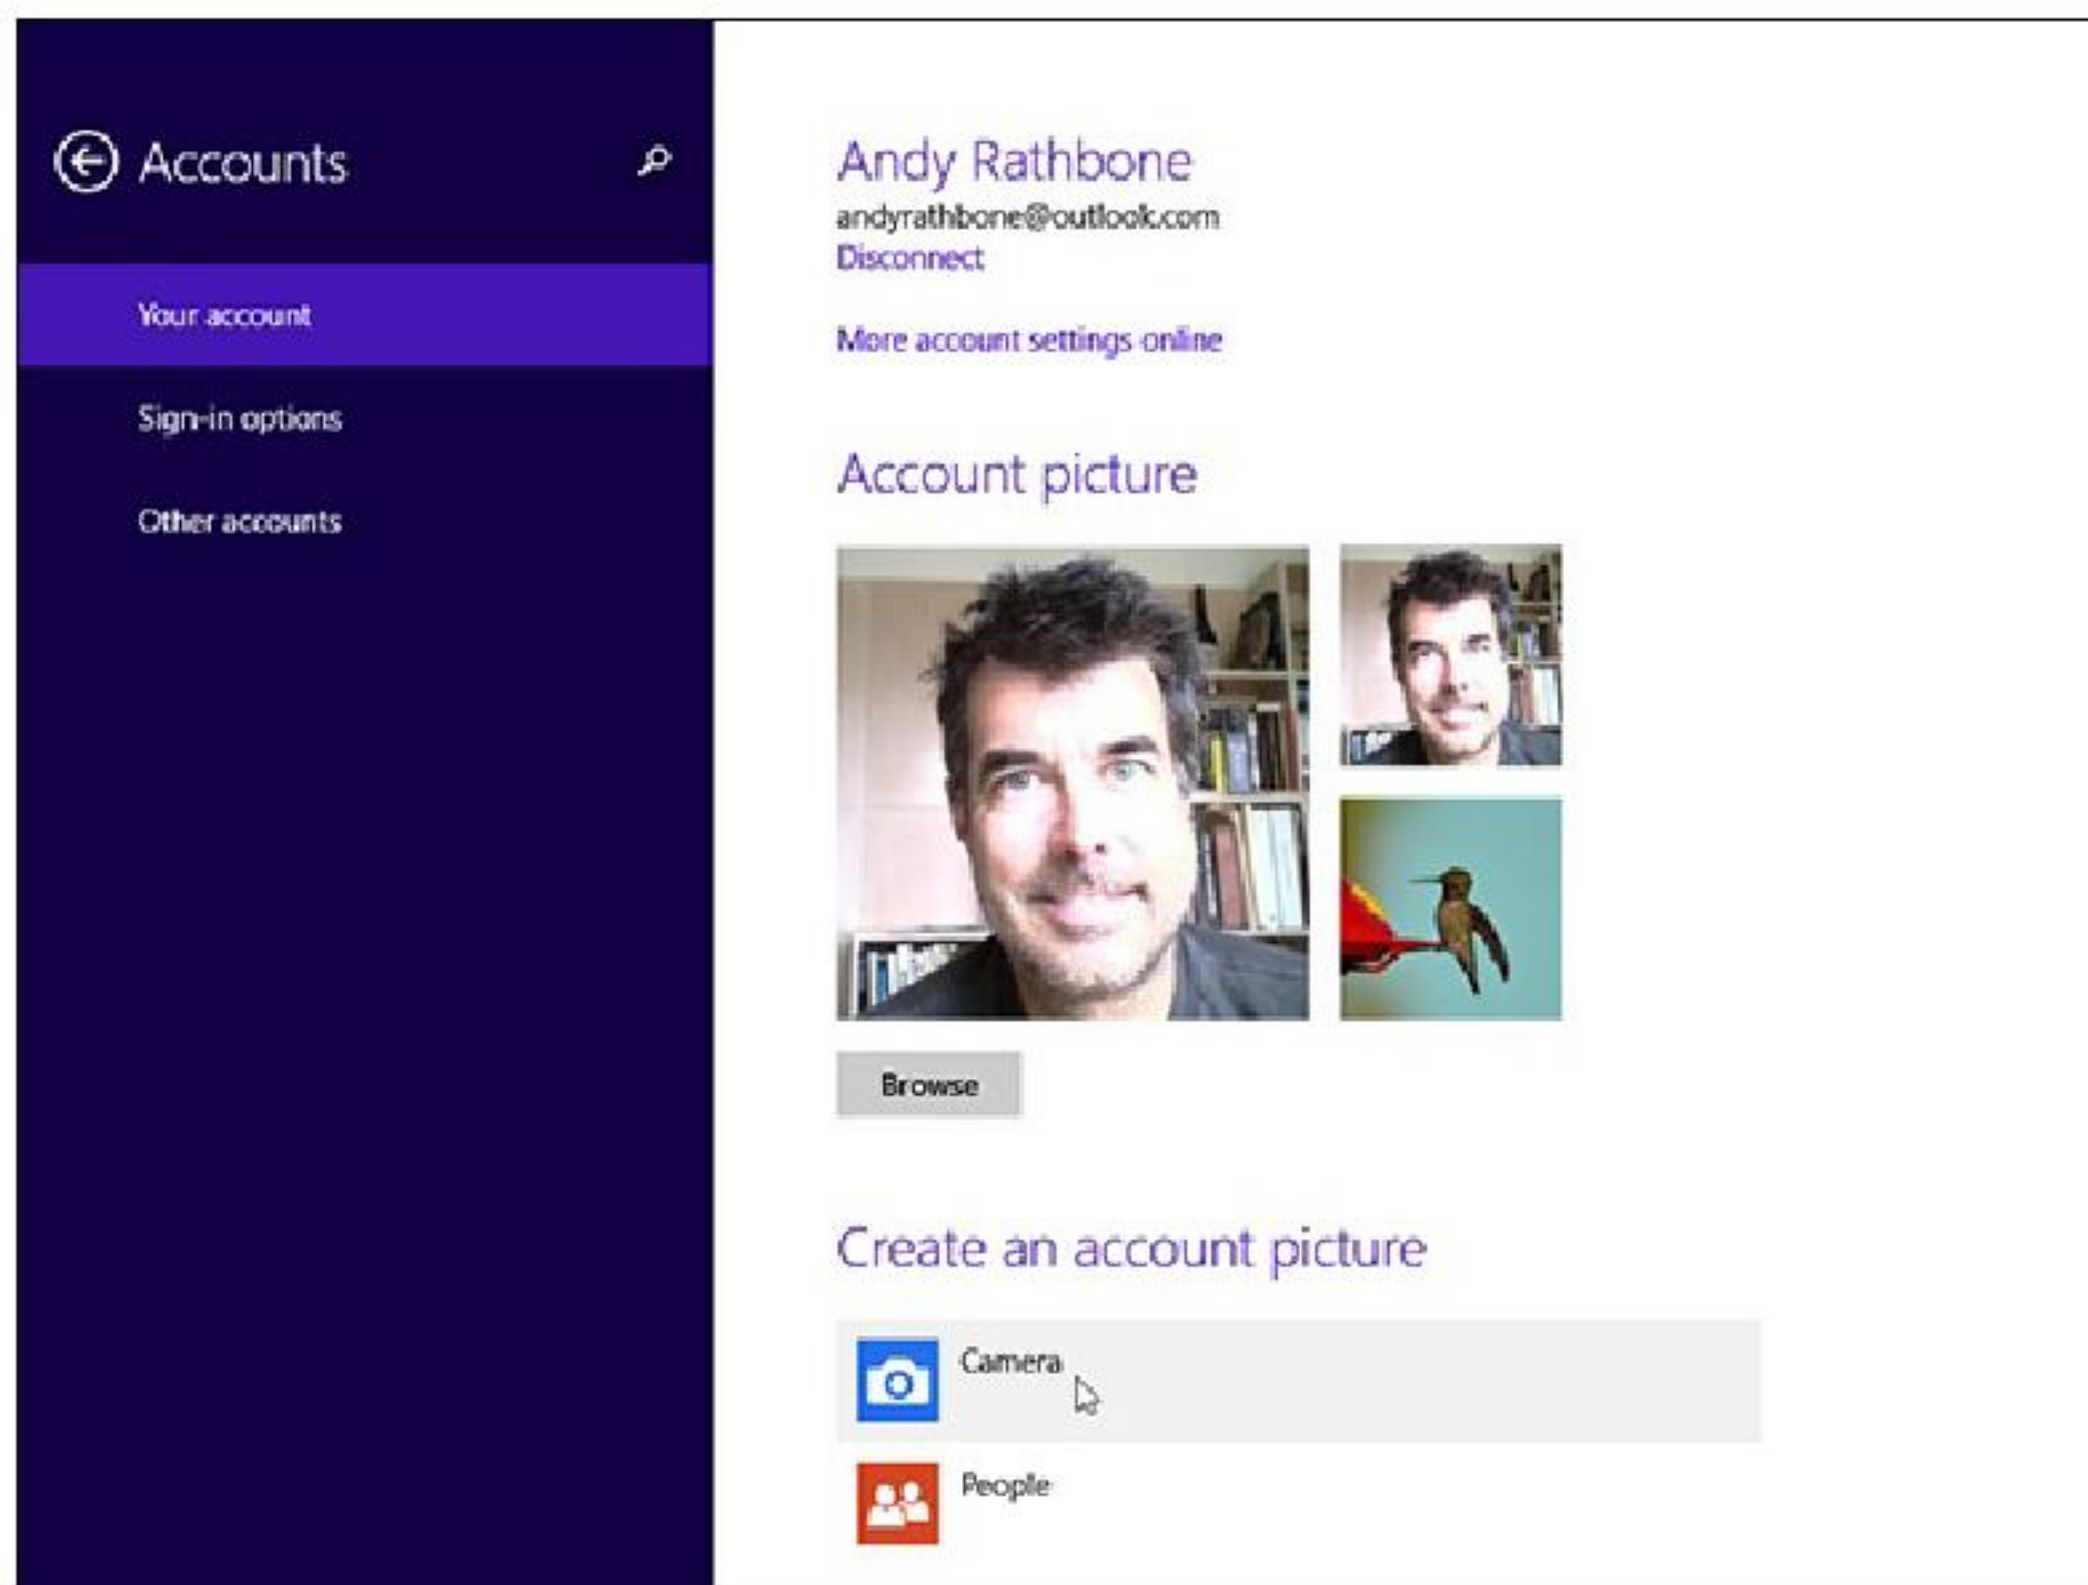 Accounts
Your account
Sign-in options
Other accounts
Andy Rathbone
andyrathbone@outlook.com
Disconnect
More account settings online
Account picture
Browse
Create an account picture
Camera
People